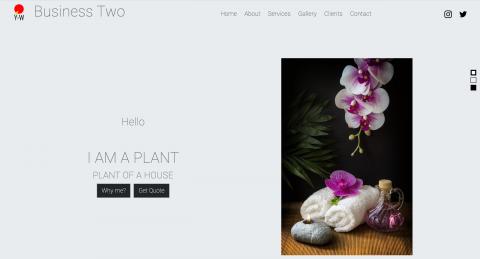 Y•W
Business Two
Home About Services Gallery Clients Contact
Hello
I AM A PLANT
PLANT OF A HOUSE
Why me? Get Quote